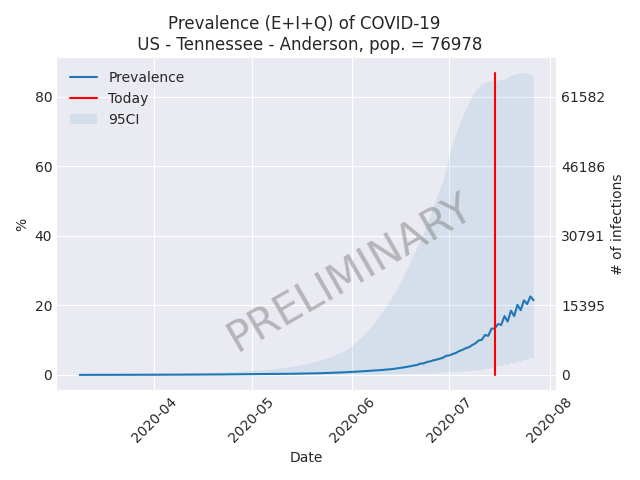 Prevalence (E+I+Q) of COVID-19
US - Tennessee - Anderson, pop. = 76978
Prevalence
Today
95CI
80
60
40
20
0
%
61582
46186
30791
15395
0
# of infections
PRELIMINARY
2020-04
2020-05
2020-06
2020-07
2020-08
Date